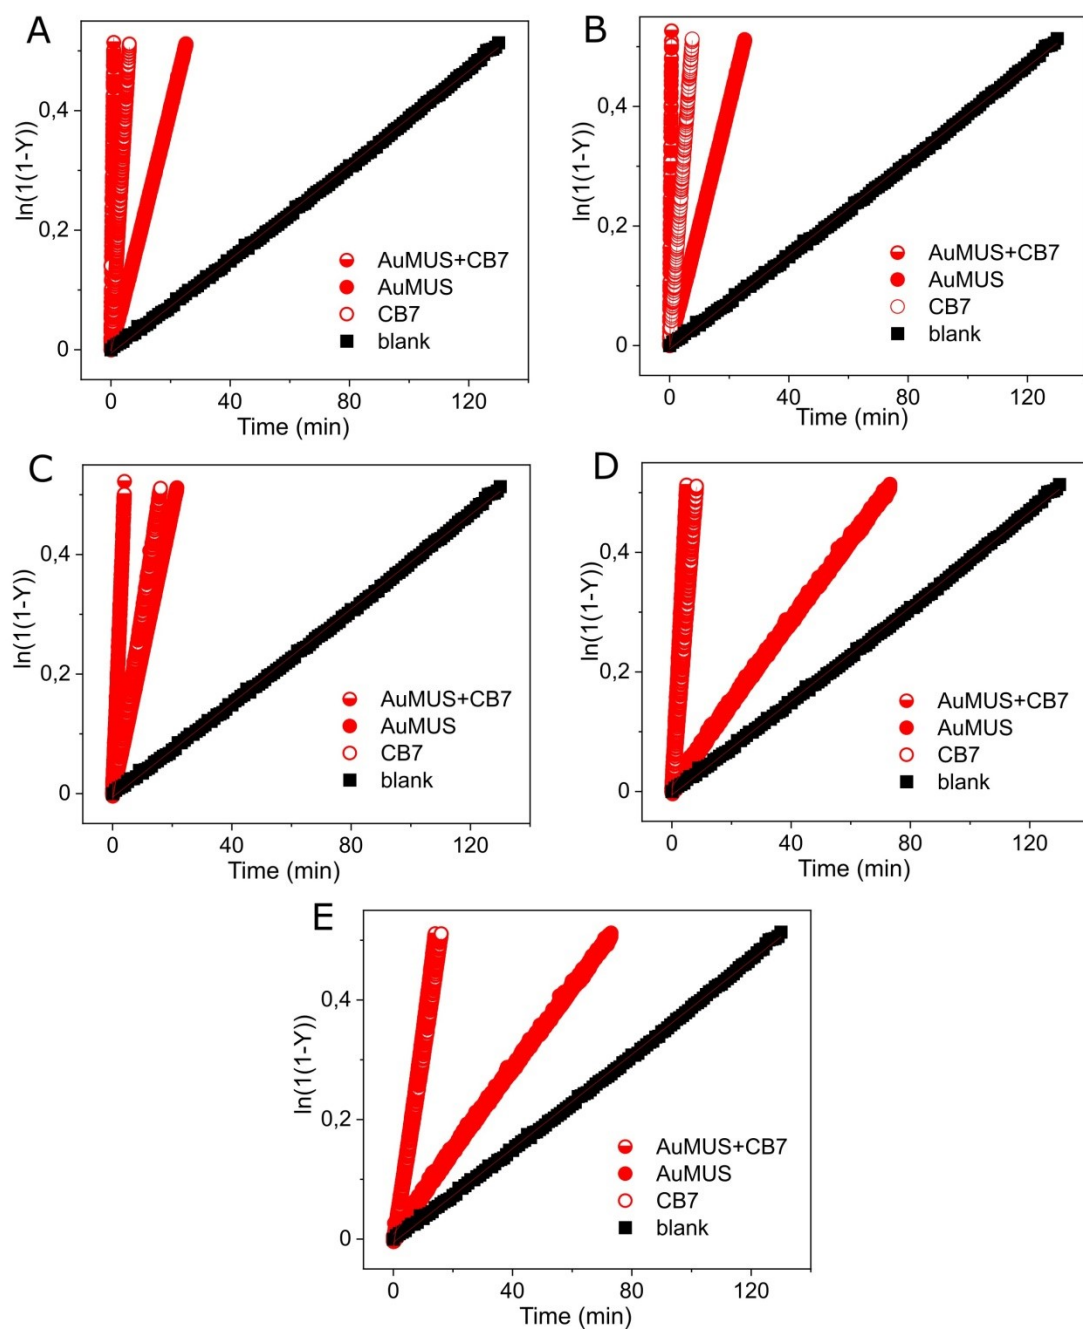 A
0,4
0,2
0
ln(1(1-Y))
AuMUS+CB7
AuMUS
CB7
blank
0 40 80 120
Time (min)
B
0,4
0,2
0
ln(1(1-Y))
AuMUS+CB7
AuMUS
CB7
blank
0 40 80 120
Time (min)
C
0,4
0,2
0
ln(1(1-Y))
AuMUS+CB7
AuMUS
CB7
blank
0 40 80 120
Time (min)
D
0,4
0,2
0
ln(1(1-Y))
AuMUS+CB7
AuMUS
CB7
blank
0 40 80 120
Time (min)
E
0,4
0,2
0
ln(1(1-Y))
AuMUS+CB7
AuMUS
CB7
blank
0 40 80 120
Time (min)